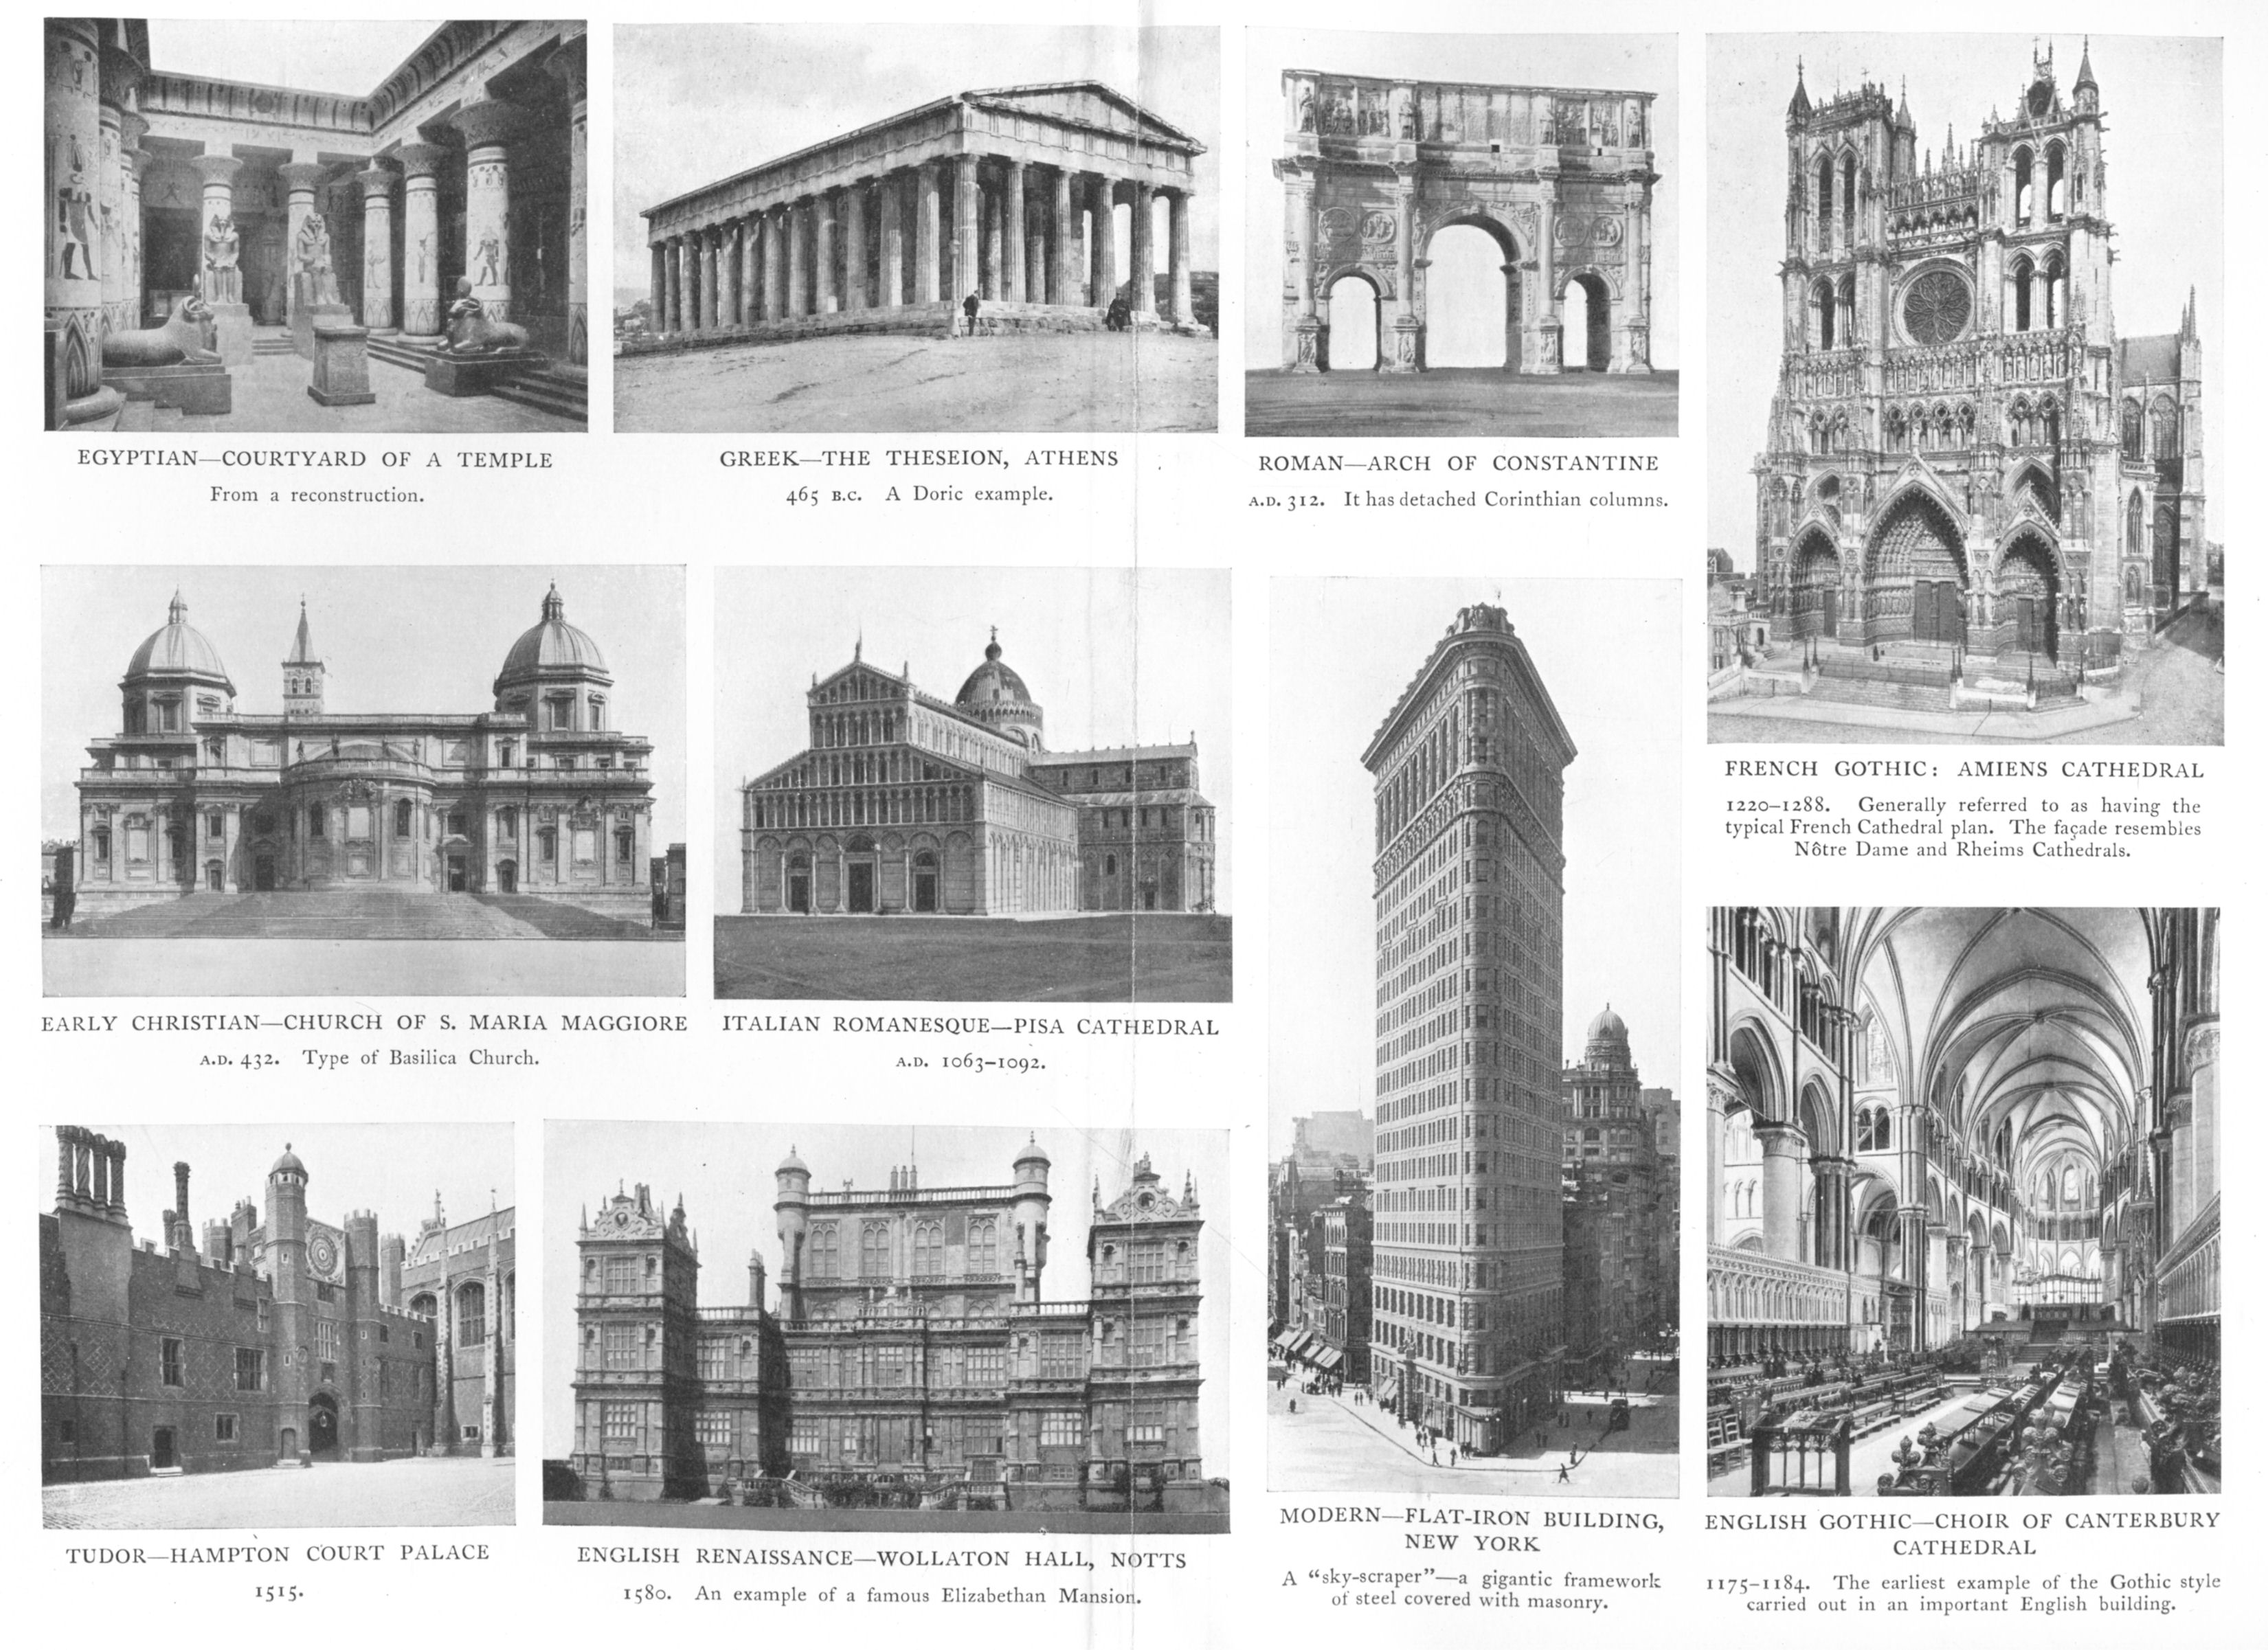 EGYPTIAN—COURTYARD OF A TEMPLE
From a reconstruction.
GREEK—THE THESEION, ATHENS
465 B.C. A Doric example.
ROMAN—ARCH OF CONSTANTINE
A.D. 312. It has detached Corinthian columns.
FRENCH GOTHIC: AMIENS CATHEDRAL
1220–1288. Generally referred to as having the
typical French Cathedral plan. The façade resembles
Nôtre Dame and Rheims Cathedrals.
EARLY CHRISTIAN—CHURCH OF S. MARIA MAGGIORE
A.D. 432. Type of Basilica Church.
ITALIAN ROMANESQUE—PISA CATHEDRAL
A.D. 1063–1092.
TUDOR—HAMPTON COURT PALACE
1515.
ENGLISH RENAISSANCE—WOLLATON HALL, NOTTS
1580. An example of a famous Elizabethan Mansion.
MODERN—FLAT-IRON BUILDING,
NEW YORK
A “sky-scraper”—a gigantic framework
of steel covered with masonry.
ENGLISH GOTHIC—CHOIR OF CANTERBURY
CATHEDRAL
1175–1184. The earliest example of the Gothic style
carried out in an important English building.